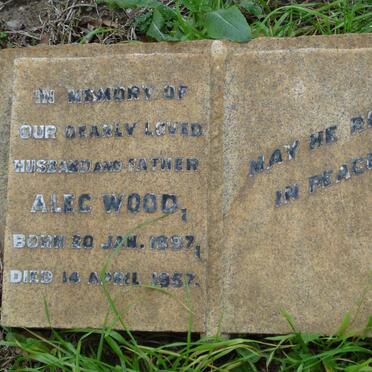 IN MEMORY OF
OUR DEARLY LOVED
HUSBAND AND FATHER
ALEC WOOD,
BORN 20 JAN. 1897,
DIED 14 APRIL 1957.
MAY HE
IN PEACE